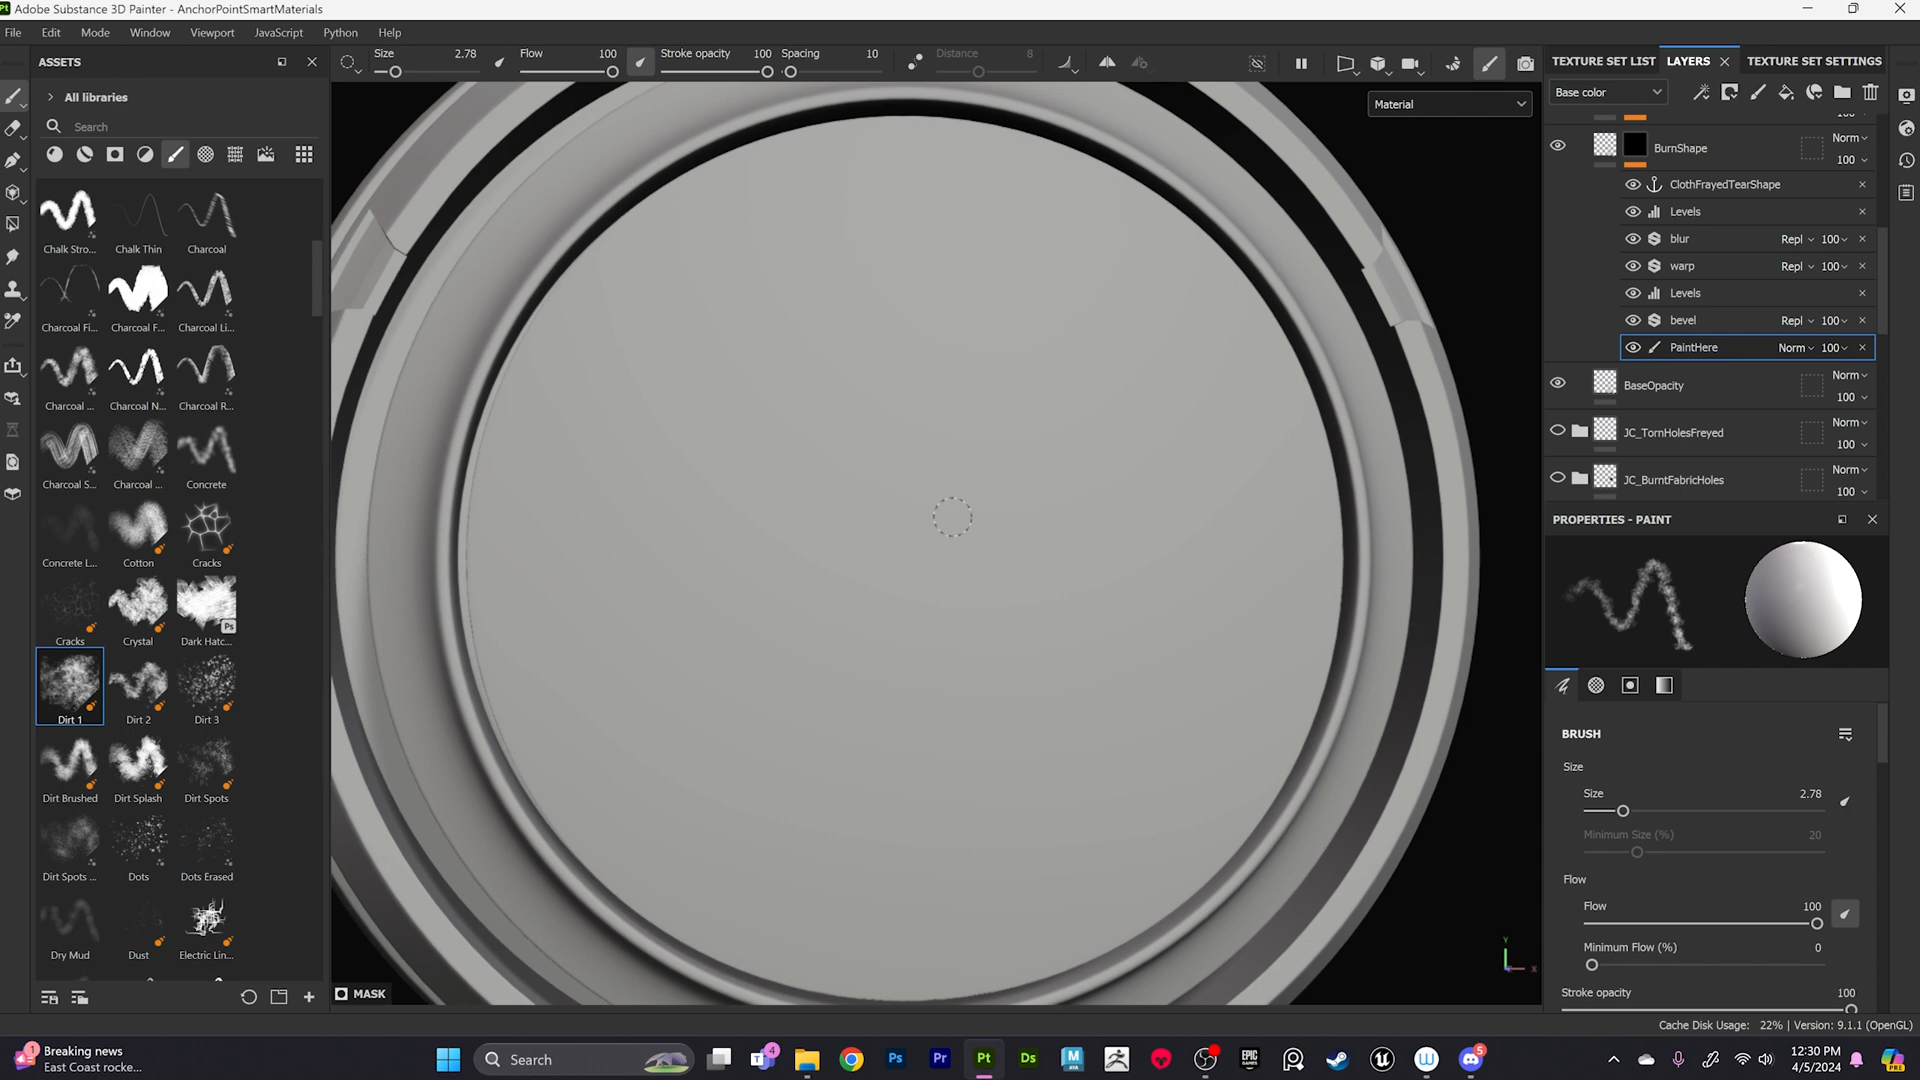 Adobe Substance 3D Painter - AnchorPointSmartMaterials
File Edit Mode Window Viewport JavaScript Python Help
ASSETS
All libraries
Search
Chalk Stro... Chalk Thin Charcoal
Charcoal Fi... Charcoal F... Charcoal Li...
Charcoal ... Charcoal N... Charcoal R...
Charcoal S... Charcoal ... Concrete
Concrete L... Cotton Cracks
Cracks Crystal Dark Hatc...
Dirt 1 Dirt 2 Dirt 3
Dirt Brushed Dirt Splash Dirt Spots
Dirt Spots ... Dots Dots Erased
Dry Mud Dust Electric Lin...
Size 2.78 Flow 100 Stroke opacity 100 Spacing 10 Distance 8
Material
MASK
TEXTURE SET LIST LAYERS TEXTURE SET SETTINGS
Base color
BurnShape Norm 100
ClothFrayedTearShape
Levels
blur Repl 100
warp Repl 100
Levels
bevel Repl 100
PaintHere Norm 100
BaseOpacity Norm 100
JC_TornHolesFreyed Norm 100
JC_BurntFabricHoles Norm 100
PROPERTIES - PAINT
BRUSH
Size
Size 2.78
Minimum Size (%) 20
Flow
Flow 100
Minimum Flow (%) 0
Stroke opacity 100
Cache Disk Usage: 22% | Version: 9.1.1 (OpenGL)
Breaking news
East Coast rocke...
Search
12:30 PM
4/5/2024